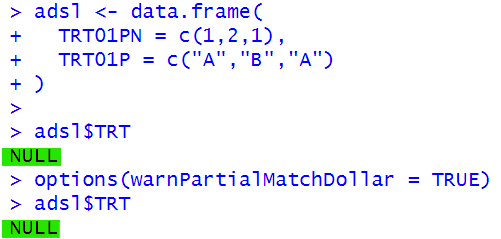 > adsl <- data.frame(
+   TRT01PN = c(1,2,1),
+   TRT01P = c("A","B","A")
+ )
>
> adsl$TRT
NULL
> options(warnPartialMatchDollar = TRUE)
> adsl$TRT
NULL